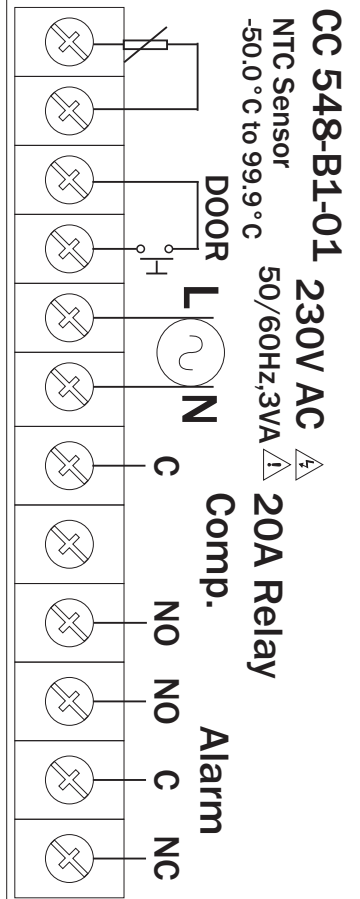 CC 548-B1-01
NTC Sensor
-50.0°C to 99.9°C
DOOR
230V AC
50/60Hz,3VA
L
N
20A Relay
Comp.
C
NO
Alarm
NO
C
NC